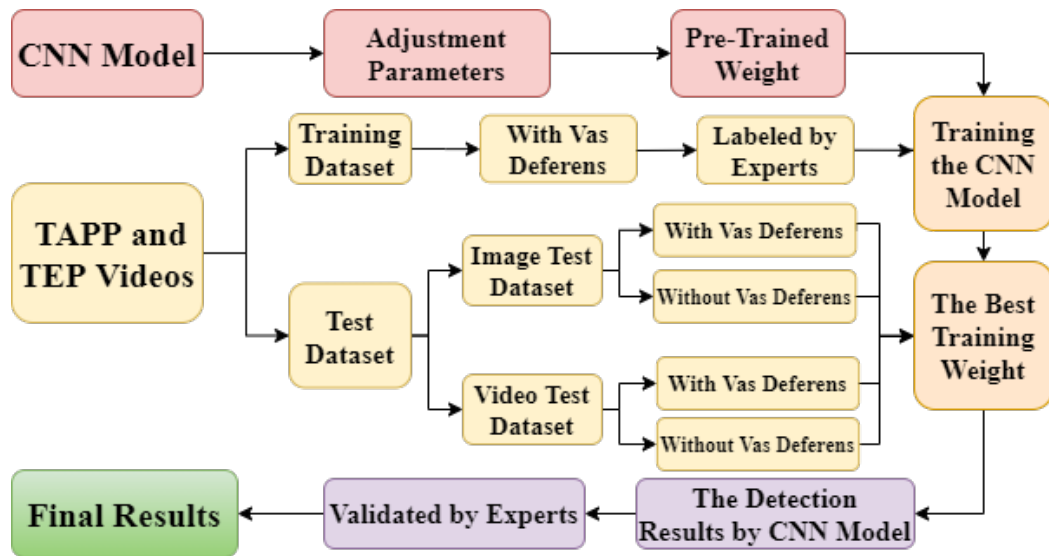 CNN Model
Adjustment
Parameters
Pre-Trained
Weight
Training
Dataset
With Vas
Deferens
Labeled by
Experts
Training
the CNN
Model
TAPP and
TEP Videos
Test
Dataset
Image Test
Dataset
With Vas Deferens
Without Vas Deferens
Video Test
Dataset
With Vas Deferens
Without Vas Deferens
The Best
Training
Weight
The Detection
Results by CNN Model
Validated by Experts
Final Results